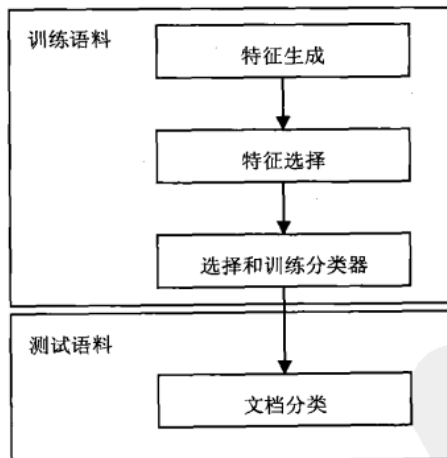 训练语料
特征生成
特征选择
选择和训练分类器
测试语料
文档分类